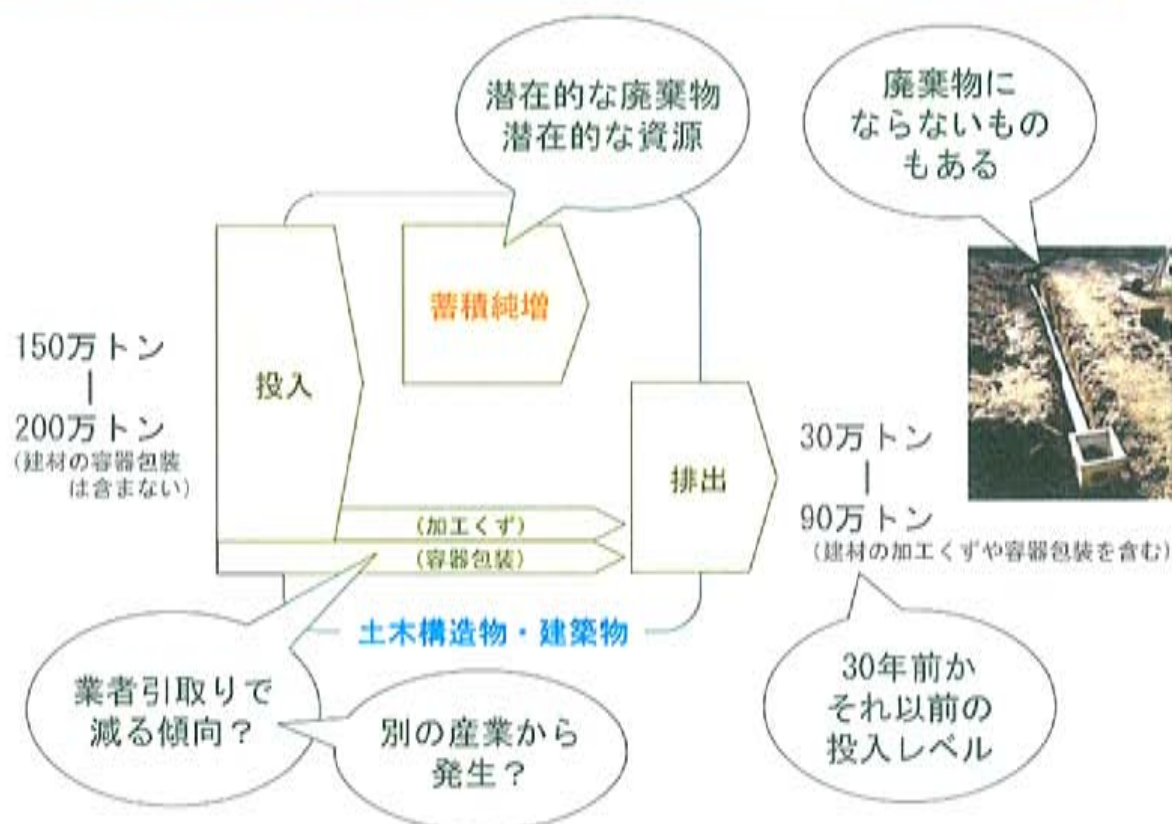 潜在的な廃棄物
潜在的な資源
廃棄物に
ならないもの
もある
蓄積純増
150万トン
|
200万トン
(建材の容器包装
は含まない)
投入
排出
30万トン
|
90万トン
(建材の加工くずや容器包装を含む)
(加工くず)
(容器包装)
土木構造物・建築物
業者引取りで
減る傾向？
別の産業から
発生？
30年前か
それ以前の
投入レベル